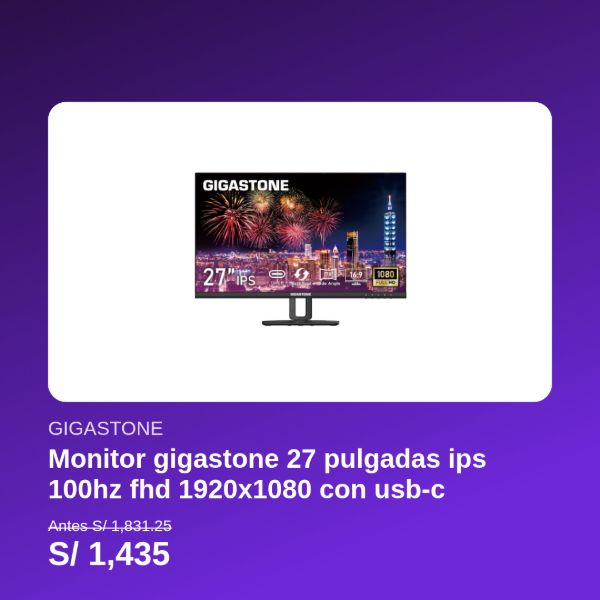 GIGASTONE
27" IPS
16:9
1080
FULL HD
GIGASTONE
GIGASTONE
Monitor gigastone 27 pulgadas ips
100hz fhd 1920x1080 con usb-c
Antes S/ 1,831.25
S/ 1,435